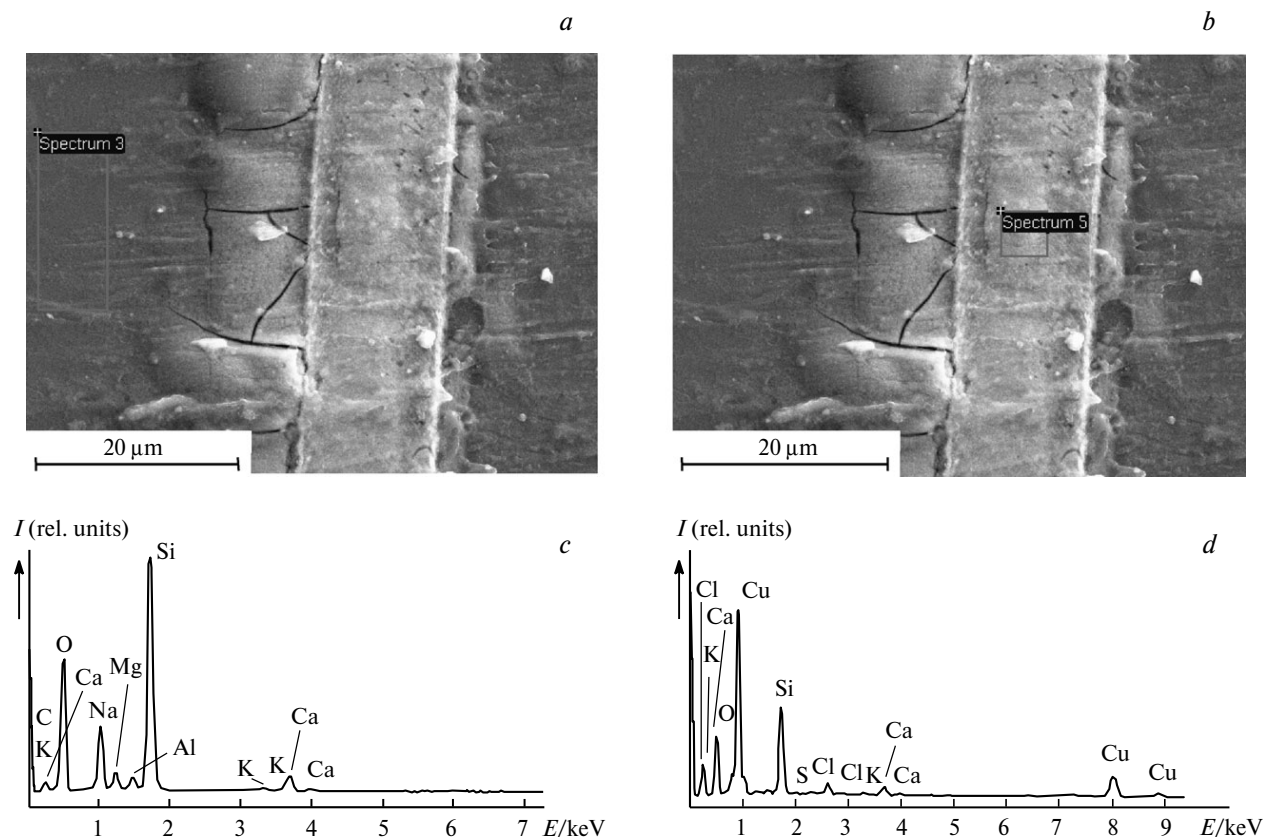 a
b
Spectrum 3
Spectrum 5
20 µm
20 µm
I (rel. units)
c
Si
O
Ca
Mg
C
Na
K
Al
Ca
K
K
Ca
1 2 3 4 5 6 7 E/keV
I (rel. units)
d
Cl
Cu
Ca
K
Si
O
Ca
Cu
S Cl Cl K Ca
Cu
1 2 3 4 5 6 7 8 9 E/keV